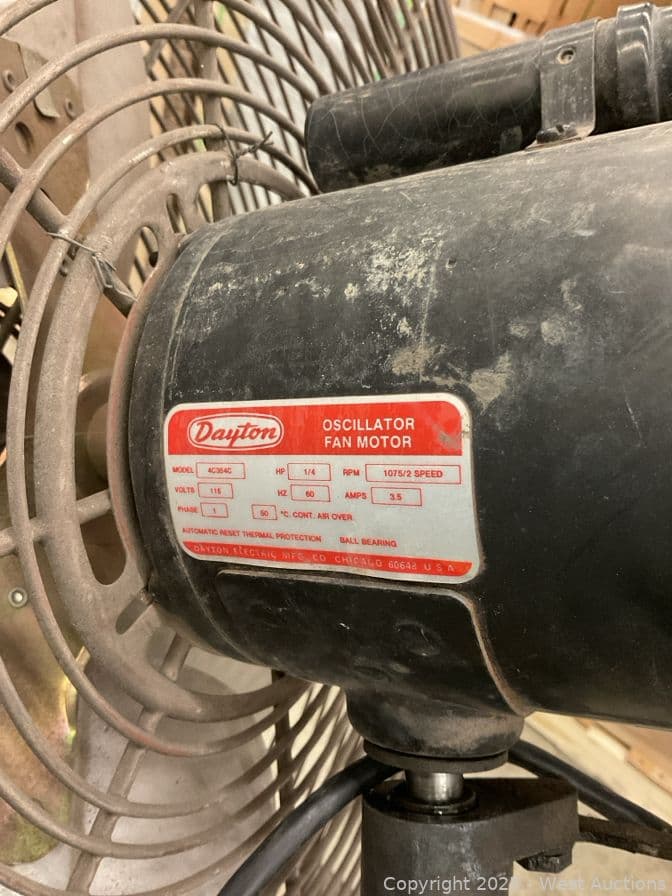 Dayton OSCILLATOR
FAN MOTOR
MODEL 4C354C HP 1/4 RPM 1075/2 SPEED
VOLTS 115 HZ 60 AMPS 3.5
PHASE 1 50 °C. CONT. AIR OVER
AUTOMATIC RESET THERMAL PROTECTION BALL BEARING
DAYTON ELECTRIC MFG. CO. CHICAGO 60648 U.S.A.
Copyright West Auctions